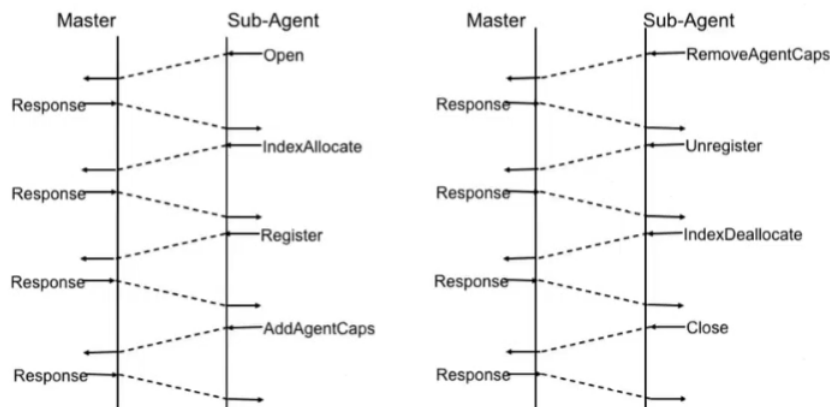 Master Sub-Agent
Open
Response
IndexAllocate
Response
Register
Response
AddAgentCaps
Response
Master Sub-Agent
RemoveAgentCaps
Response
Unregister
Response
IndexDeallocate
Response
Close
Response